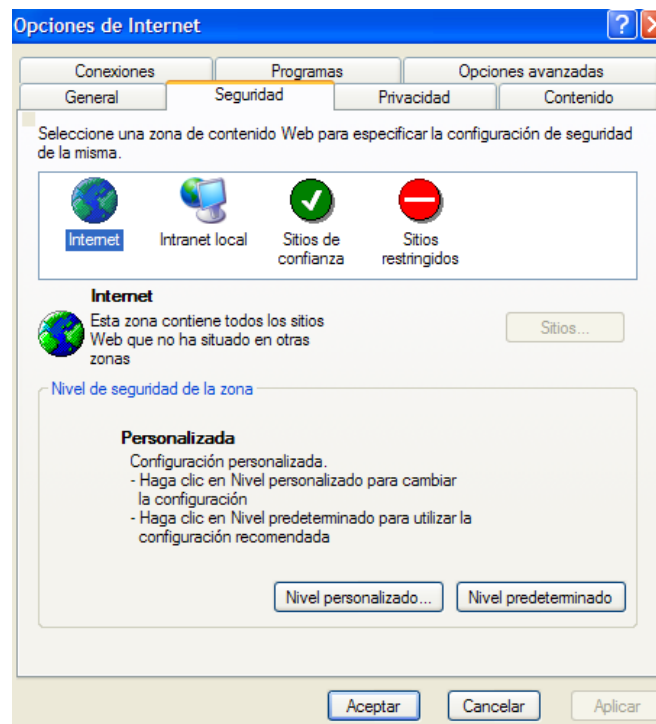 Opciones de Internet
Conexiones Programas Opciones avanzadas
General Seguridad Privacidad Contenido
Seleccione una zona de contenido Web para especificar la configuración de seguridad
de la misma.
Internet Intranet local Sitios de confianza Sitios restringidos
Internet
Esta zona contiene todos los sitios
Web que no ha situado en otras
zonas
Sitios...
Nivel de seguridad de la zona
Personalizada
Configuración personalizada.
- Haga clic en Nivel personalizado para cambiar
la configuración
- Haga clic en Nivel predeterminado para utilizar la
configuración recomendada
Nivel personalizado... Nivel predeterminado
Aceptar Cancelar Aplicar